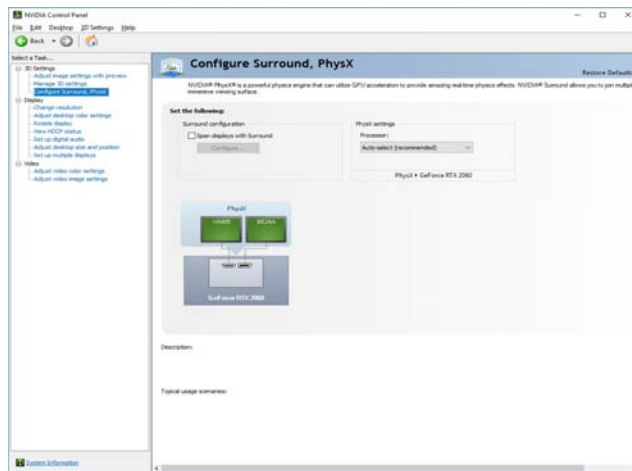 NVIDIA Control Panel
File Edit Desktop 3D Settings Help
Back
Select a Task...
3D Settings
Adjust image settings with preview
Manage 3D settings
Configure Surround, PhysX
Display
Change resolution
Adjust desktop color settings
Rotate display
View HDCP status
Set up digital audio
Adjust desktop size and position
Set up multiple displays
Video
Adjust video color settings
Adjust video image settings
System Information
Configure Surround, PhysX
Restore Defaults
NVIDIA® PhysX® is a powerful physics engine that can utilize GPU acceleration to provide amazing real-time physics effects. NVIDIA® Surround allows you to join multipl
immersive viewing surface.
Set the following:
Surround configuration
Span displays with Surround
Configure...
PhysX settings
Processor:
Auto-select (recommended)
PhysX • GeForce RTX 2060
PhysX
GeForce RTX 2060
Description:
Typical usage scenarios: